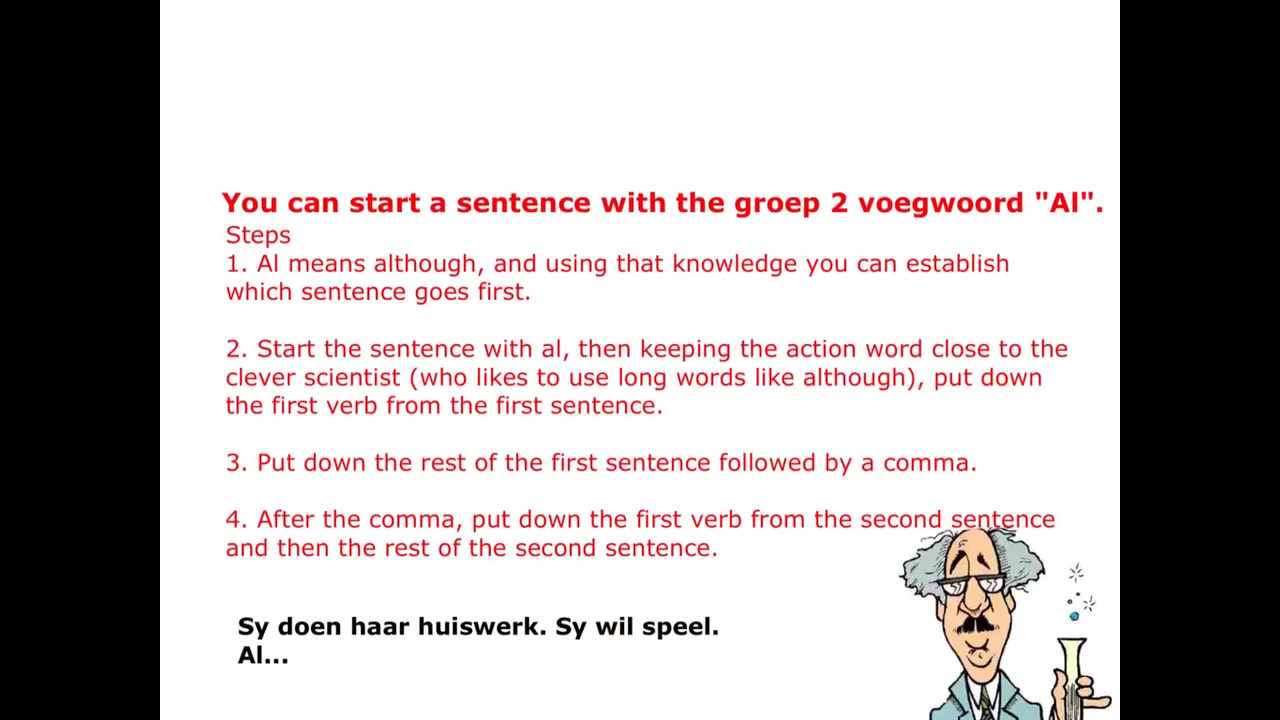 You can start a sentence with the groep 2 voegwoord "Al".
Steps
1. Al means although, and using that knowledge you can establish
which sentence goes first.
2. Start the sentence with al, then keeping the action word close to the
clever scientist (who likes to use long words like although), put down
the first verb from the first sentence.
3. Put down the rest of the first sentence followed by a comma.
4. After the comma, put down the first verb from the second sentence
and then the rest of the second sentence.
Sy doen haar huiswerk. Sy wil speel.
Al...